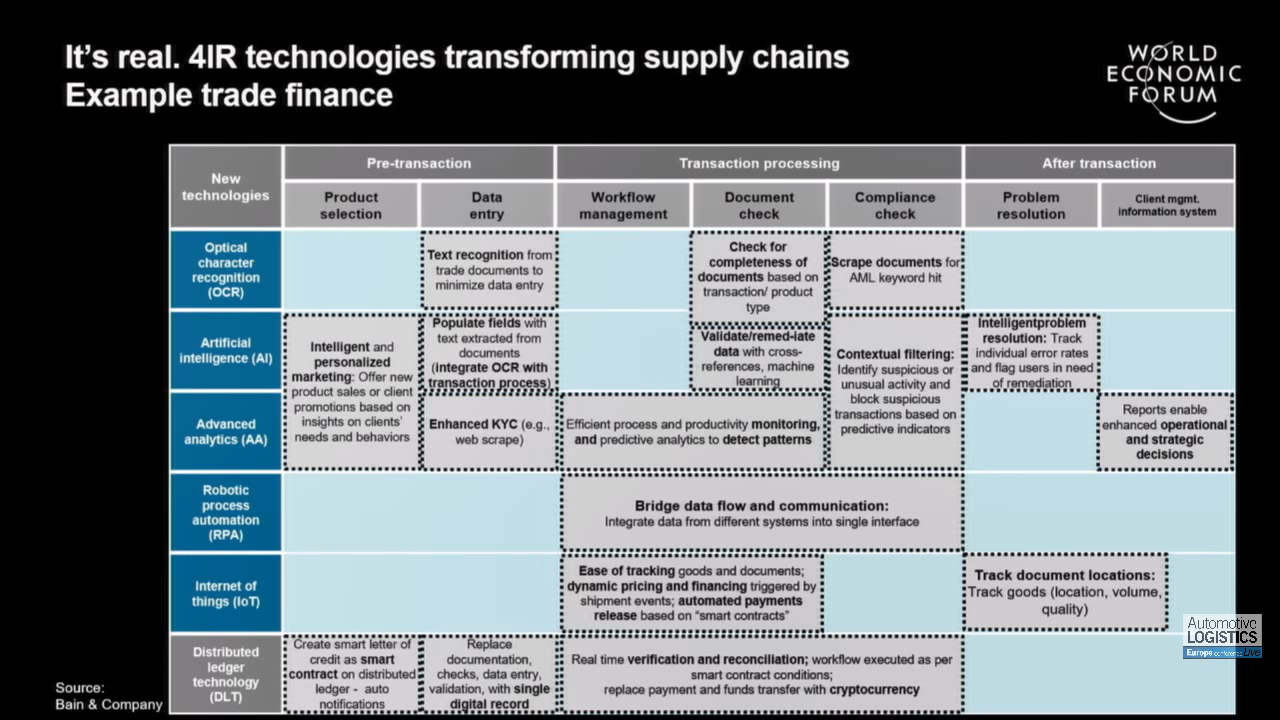 It's real. 4IR technologies transforming supply chains
Example trade finance
WORLD
ECONOMIC
FORUM
New
technologies
Pre-transaction
Transaction processing
After transaction
Product
selection
Data
entry
Workflow
management
Document
check
Compliance
check
Problem
resolution
Client mgmt.
information system
Optical
character
recognition
(OCR)
Text recognition from
trade documents to
minimize data entry
Check for
completeness of
documents based on
transaction/ product
type
Scrape documents for
AML keyword hit
Artificial
intelligence (AI)
Intelligent and
personalized
marketing: Offer new
product sales or client
promotions based on
insights on clients'
needs and behaviors
Populate fields with
text extracted from
documents
(integrate OCR with
transaction process)
Validate/remed-iate
data with cross-
references, machine
learning
Contextual filtering:
Identify suspicious or
unusual activity and
block suspicious
transactions based on
predictive indicators
Intelligentproblem
resolution: Track
individual error rates
and flag users in need
of remediation
Advanced
analytics (AA)
Enhanced KYC (e.g.,
web scrape)
Efficient process and productivity monitoring,
and predictive analytics to detect patterns
Reports enable
enhanced operational
and strategic
decisions
Robotic
process
automation
(RPA)
Bridge data flow and communication:
Integrate data from different systems into single interface
Internet of
things (IoT)
Ease of tracking goods and documents;
dynamic pricing and financing triggered by
shipment events; automated payments
release based on "smart contracts"
Track document locations:
Track goods (location, volume,
quality)
Distributed
ledger
technology
(DLT)
Create smart letter of
credit as smart
contract on distributed
ledger - auto
notifications
Replace
documentation,
checks, data entry,
validation, with single
digital record
Real time verification and reconciliation; workflow executed as per
smart contract conditions;
replace payment and funds transfer with cryptocurrency
Source:
Bain & Company
Automotive
LOGISTICS
Europe conference Live